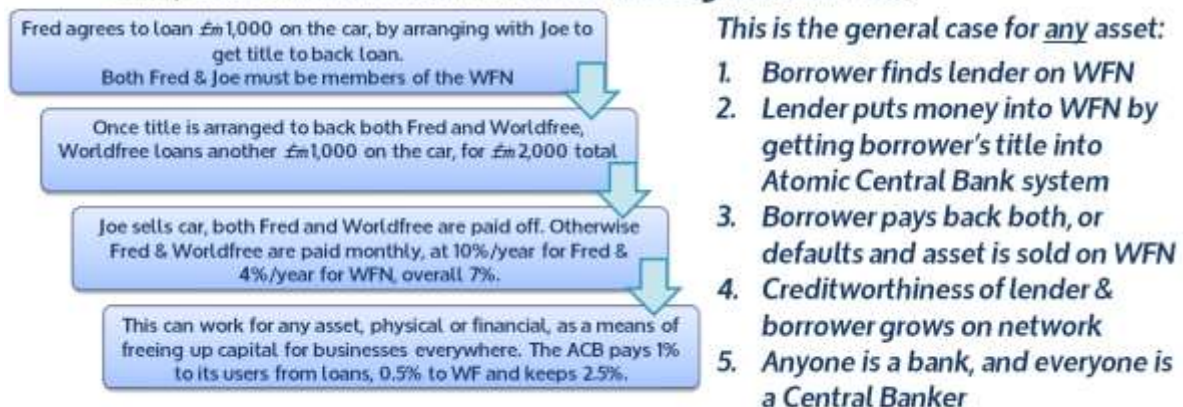 Fred agrees to loan £m1,000 on the car, by arranging with Joe to
get title to back loan.
Both Fred & Joe must be members of the WFN
Once title is arranged to back both Fred and Worldfree,
Worldfree loans another £m1,000 on the car, for £m2,000 total
Joe sells car, both Fred and Worldfree are paid off. Otherwise
Fred & Worldfree are paid monthly, at 10%/year for Fred &
4%/year for WFN, overall 7%.
This can work for any asset, physical or financial, as a means of
freeing up capital for businesses everywhere. The ACB pays 1%
to its users from loans, 0.5% to WF and keeps 2.5%.
This is the general case for any asset:
1. Borrower finds lender on WFN
2. Lender puts money into WFN by
getting borrower's title into
Atomic Central Bank system
3. Borrower pays back both, or
defaults and asset is sold on WFN
4. Creditworthiness of lender &
borrower grows on network
5. Anyone is a bank, and everyone is
a Central Banker